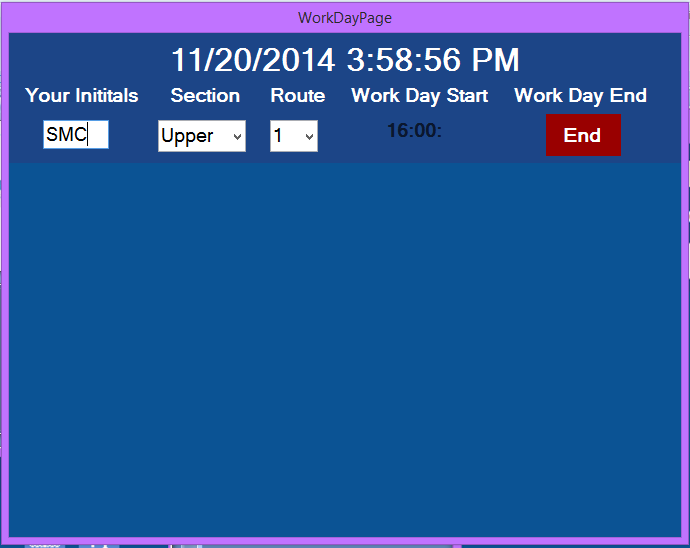 WorkDayPage
11/20/2014 3:58:56 PM
Your Inititals Section Route Work Day Start Work Day End
SMC Upper 1 16:00: End